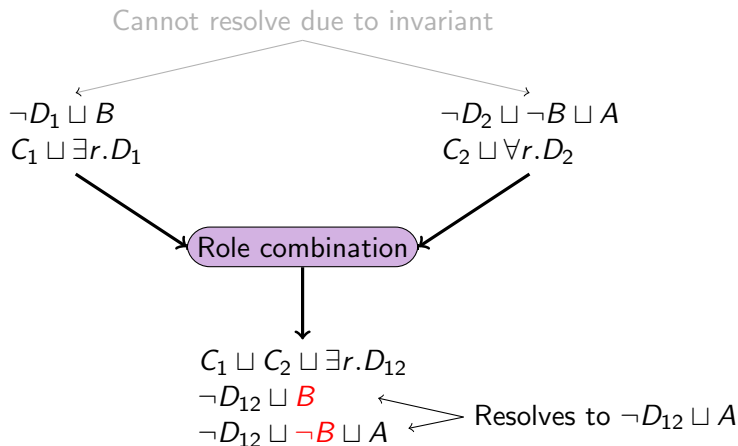 Cannot resolve due to invariant
¬D₁ ⊔ B
C₁ ⊔ ∃r.D₁
¬D₂ ⊔ ¬B ⊔ A
C₂ ⊔ ∀r.D₂
Role combination
C₁ ⊔ C₂ ⊔ ∃r.D₁₂
¬D₁₂ ⊔ B
¬D₁₂ ⊔ ¬B ⊔ A
Resolves to ¬D₁₂ ⊔ A